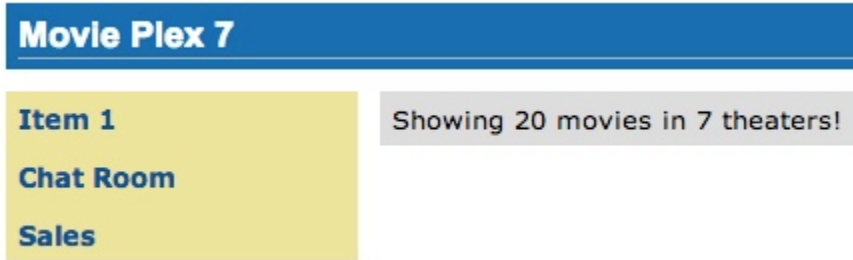 Movie Plex 7
Item 1
Showing 20 movies in 7 theaters!
Chat Room
Sales